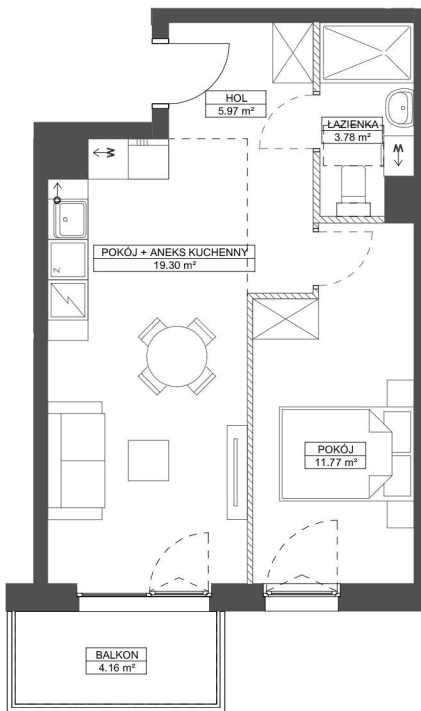 HOL
5.97 m²
ŁAZIENKA
3.78 m²
W
W
POKÓJ + ANEKS KUCHENNY
19.30 m²
Z
POKÓJ
11.77 m²
BALKON
4.16 m²